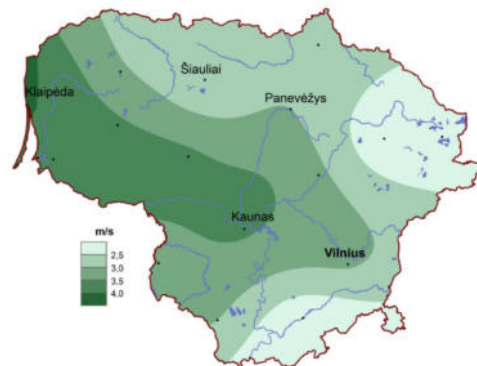 Šiauliai
Klaipėda
Panevėžys
Kaunas
m/s
Vilnius
2,5
3,0
3,5
4,0